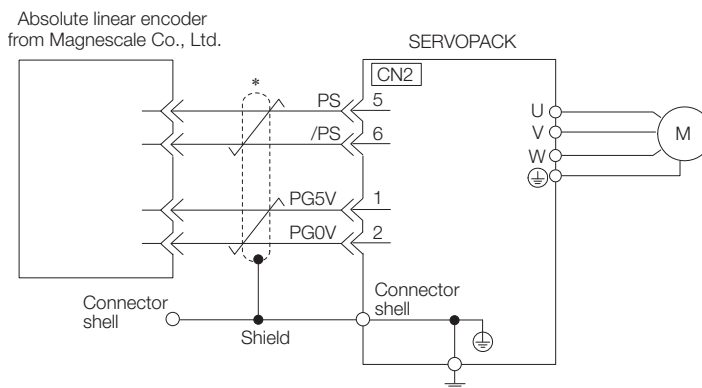 Absolute linear encoder
from Magnescale Co., Ltd.
SERVOPACK
*
CN2
PS
5
/PS
6
PG5V
1
PG0V
2
U
V
W
M
Connector
shell
Shield
Connector
shell